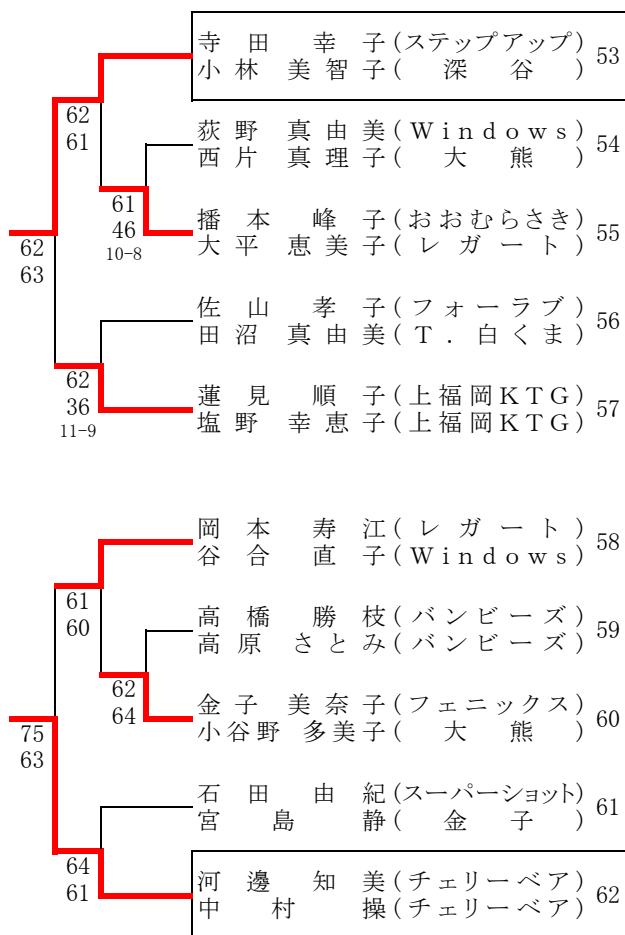 寺田 幸子(ステップアップ) 53
小林 美智子(深谷)
62
61
荻野 真由美(Windows) 54
西片 真理子(大熊)
61
46
10-8
播本 峰子(おおむらさき) 55
大平 恵美子(レガート)
62
63
佐山 孝子(フォーラブ) 56
田沼 真由美(T.白くま)
62
36
11-9
蓮見 順子(上福岡KTG) 57
塩野 幸恵子(上福岡KTG)
岡本 寿江(レガート) 58
谷合 直子(Windows)
61
60
高橋 勝枝(バンビーズ) 59
高原 さとみ(バンビーズ)
62
64
金子 美奈子(フェニックス) 60
小谷野 多美子(大熊)
75
63
石田 由紀(スーパーショット) 61
宮島 静(金子)
64
61
河邊 知美(チェリーベア) 62
中村 操(チェリーベア)